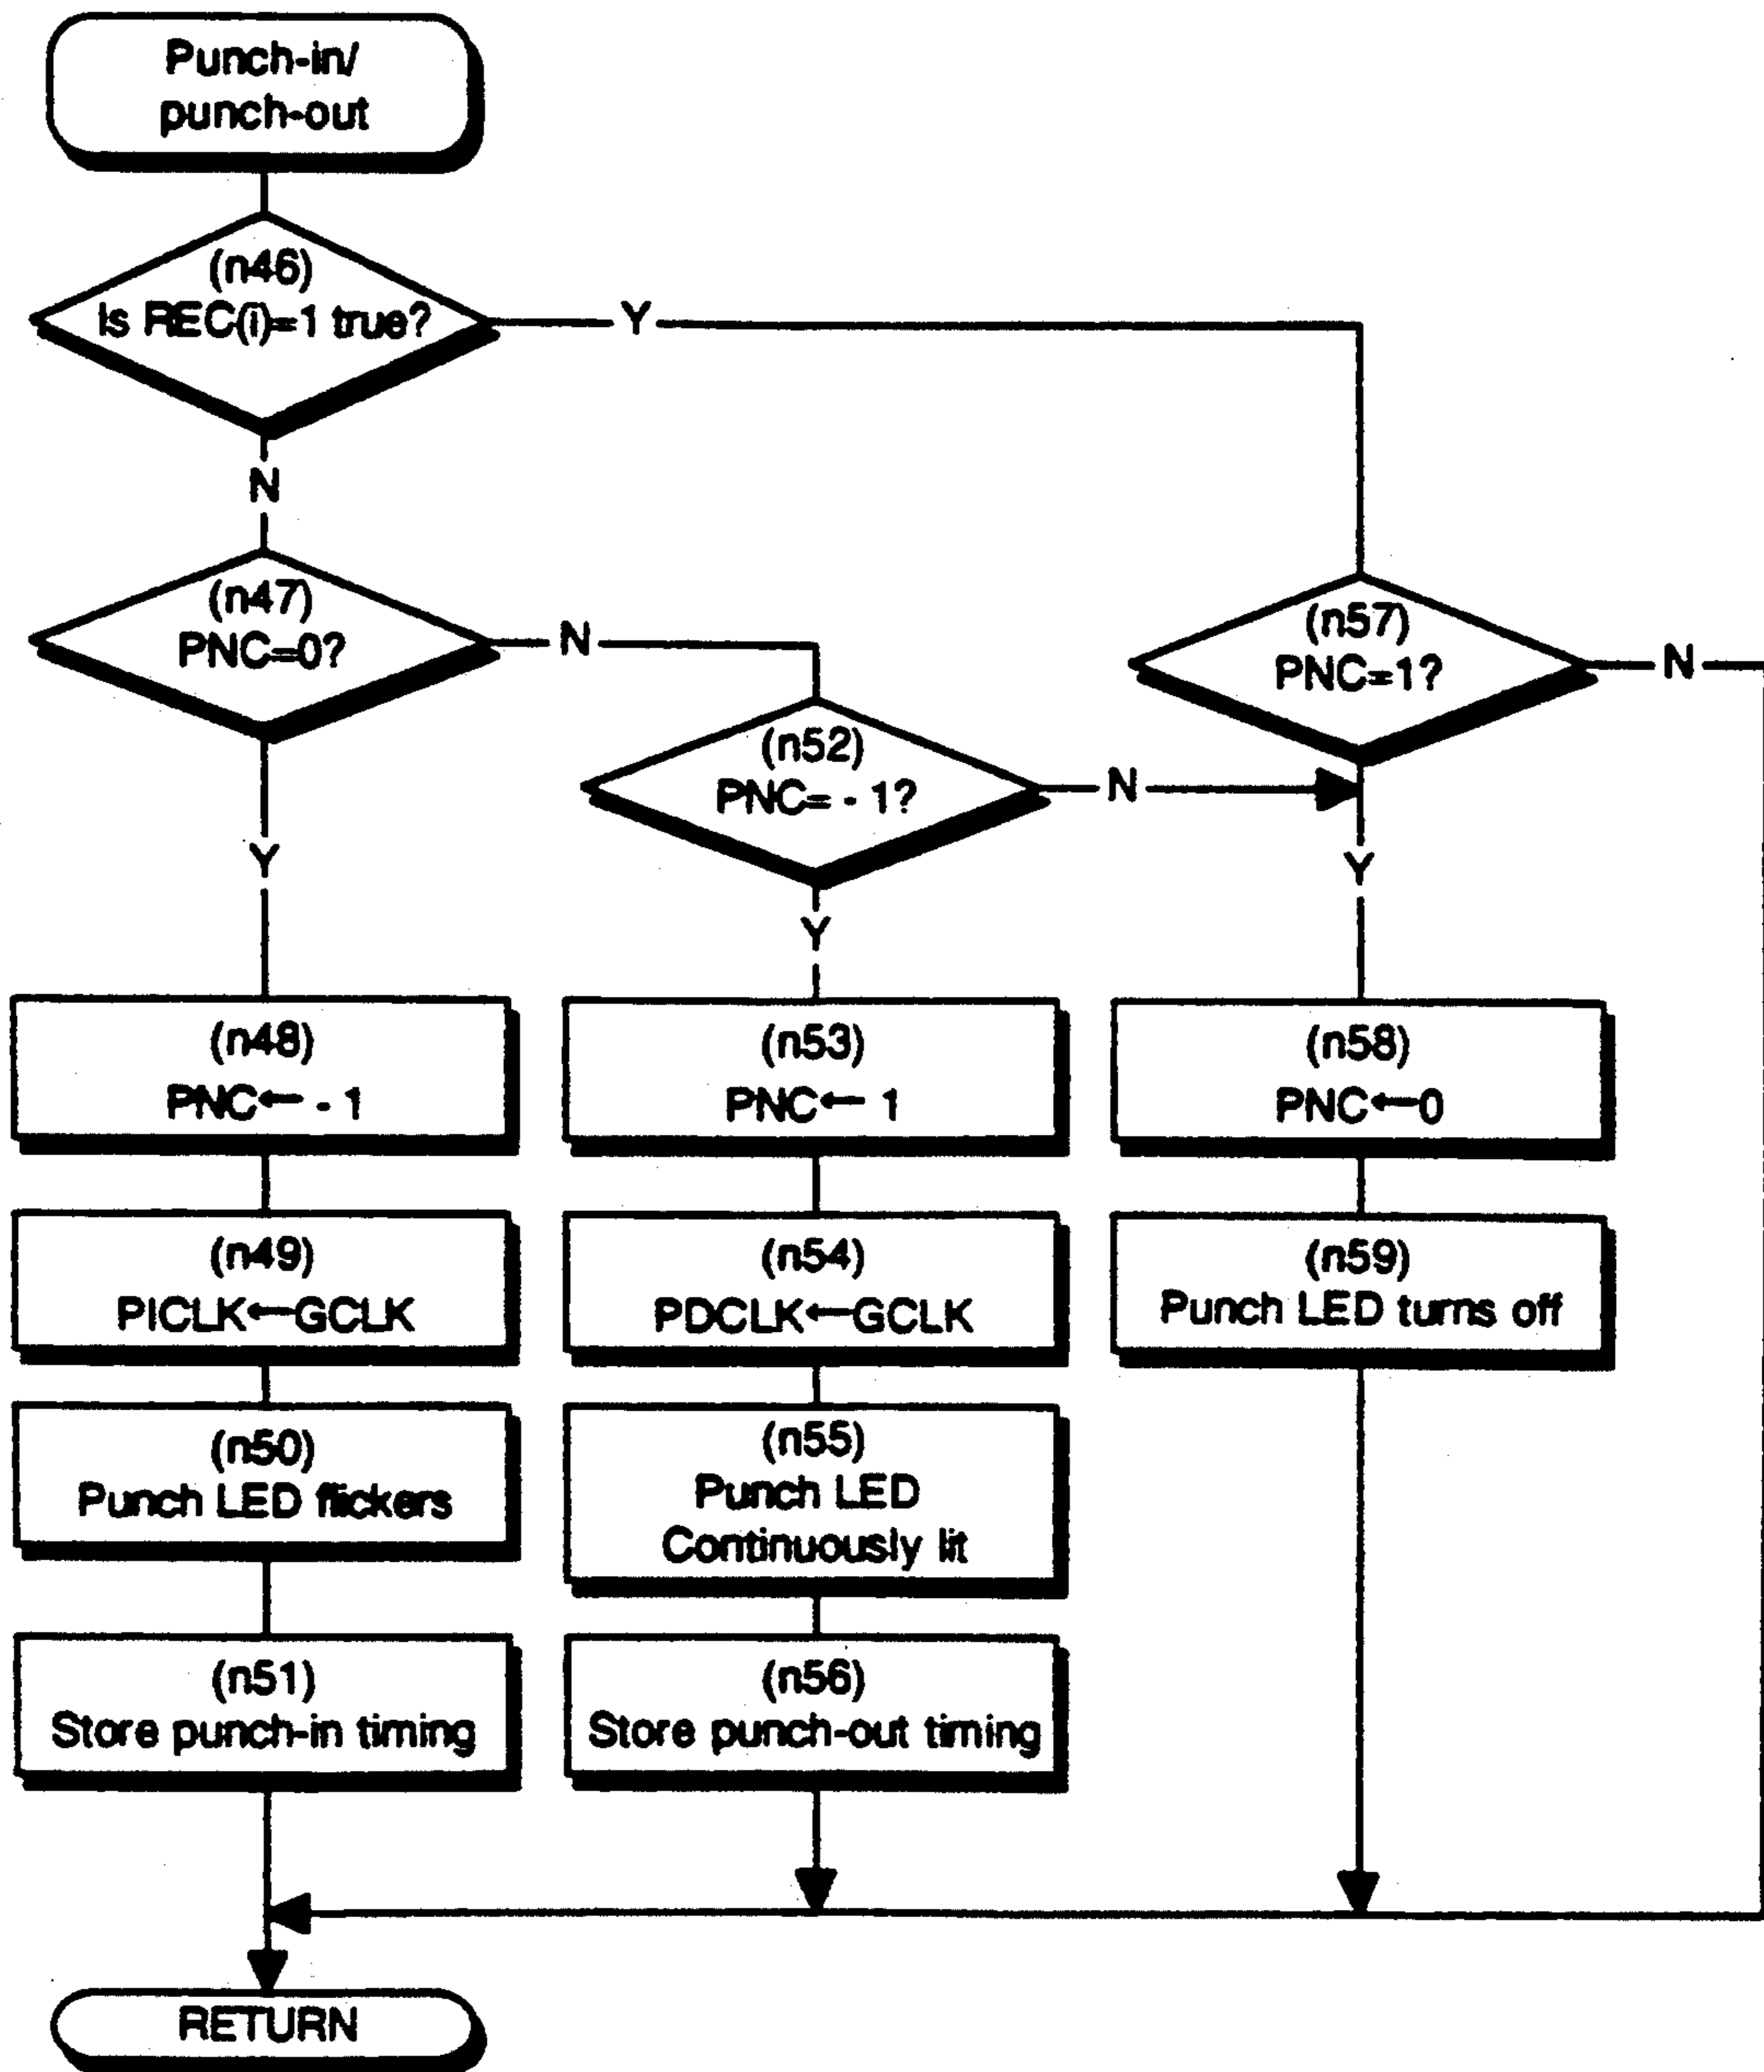 Punch-in/
punch-out
(n46)
Is REC(i)=1 true?
Y
N
(n47)
PNC=0?
N
(n57)
PNC=1?
N
(n52)
PNC= - 1?
N
Y
Y
Y
(n48)
PNC← - 1
(n53)
PNC← 1
(n58)
PNC←0
(n49)
PICLK←GCLK
(n54)
PDCLK←GCLK
(n59)
Punch LED turns off
(n50)
Punch LED flickers
(n55)
Punch LED
Continuously lit
(n51)
Store punch-in timing
(n56)
Store punch-out timing
RETURN